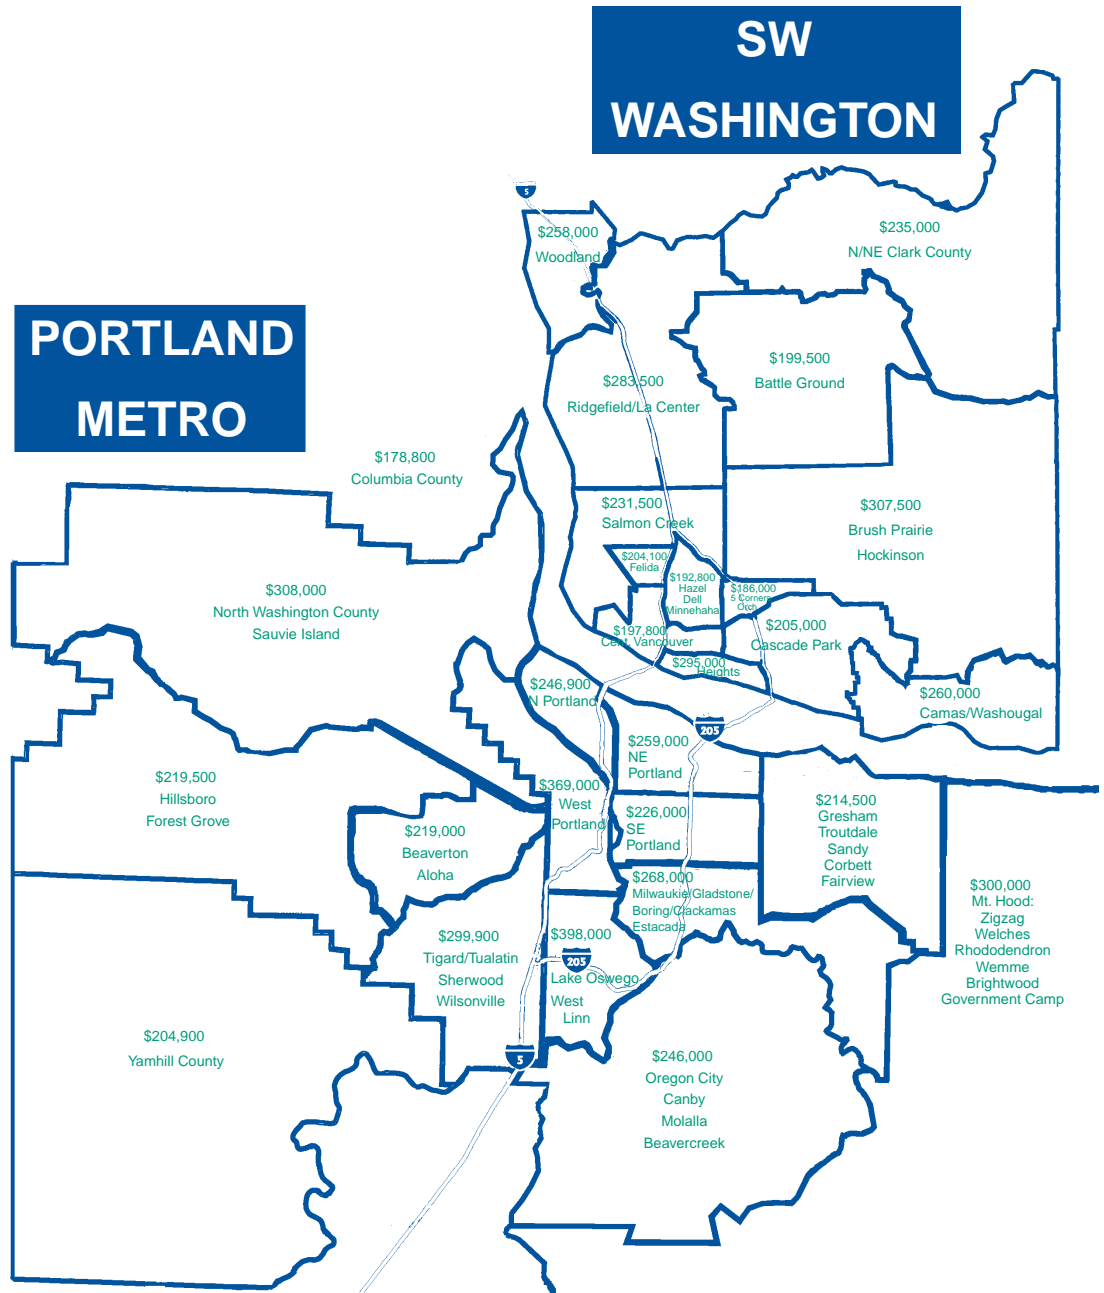 SW
WASHINGTON
5
$258,000
Woodland
$235,000
N/NE Clark County
PORTLAND
METRO
$199,500
Battle Ground
$283,500
Ridgefield/La Center
$178,800
Columbia County
$231,500
Salmon Creek
$307,500
Brush Prairie
Hockinson
$204,100
Felida
$192,800
Hazel
Dell
Minnehaha
$186,000
5 Corners
Orch
$308,000
North Washington County
Sauvie Island
$197,800
Cent. Vancouver
$205,000
Cascade Park
$295,000
Heights
$246,900
N Portland
$260,000
Camas/Washougal
205
$259,000
NE
Portland
$219,500
Hillsboro
Forest Grove
$369,000
West
Portland
$226,000
SE
Portland
$214,500
Gresham
Troutdale
Sandy
Corbett
Fairview
$219,000
Beaverton
Aloha
$268,000
Milwaukie/Gladstone/
Boring/Clackamas
Estacada
$300,000
Mt. Hood:
Zigzag
Welches
Rhododendron
Wemme
Brightwood
Government Camp
$299,900
Tigard/Tualatin
Sherwood
Wilsonville
$398,000
205
Lake Oswego
West
Linn
$204,900
Yamhill County
5
$246,000
Oregon City
Canby
Molalla
Beavercreek